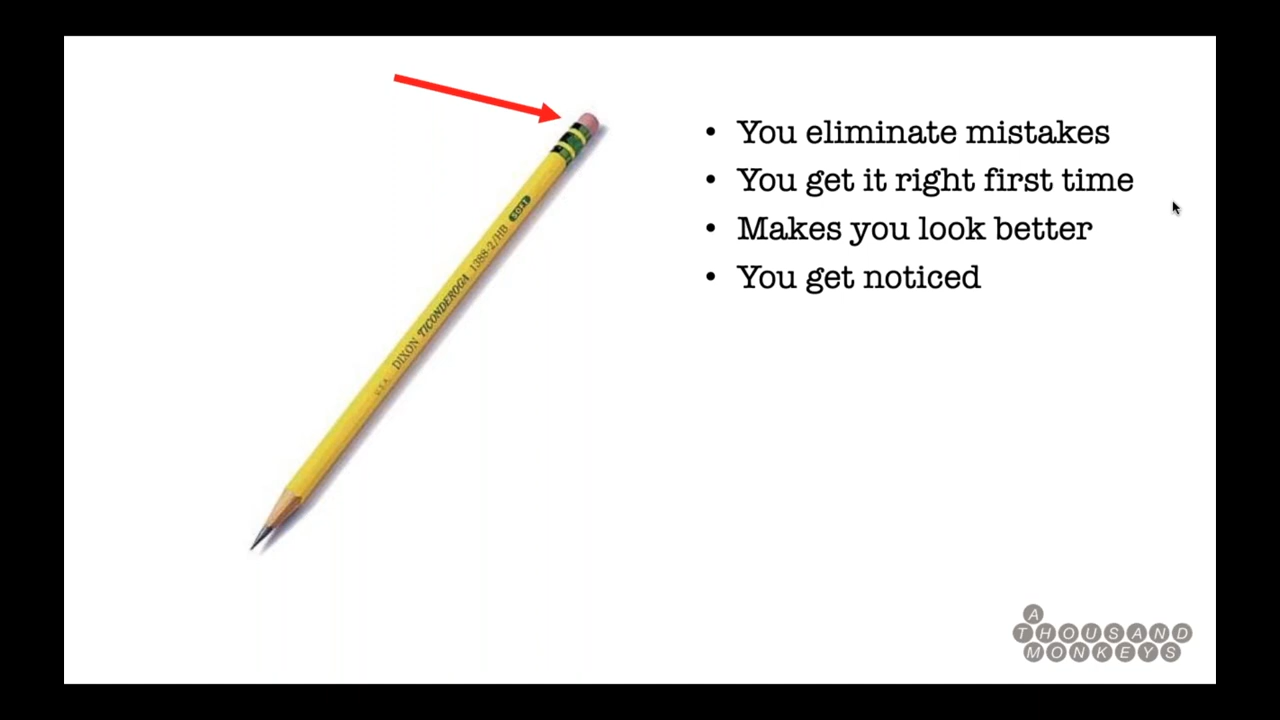 • You eliminate mistakes
• You get it right first time
• Makes you look better
• You get noticed
U.S.A. DIXON TICONDEROGA 1388-2/HB SOFT
A
THOUSAND
MONKEYS